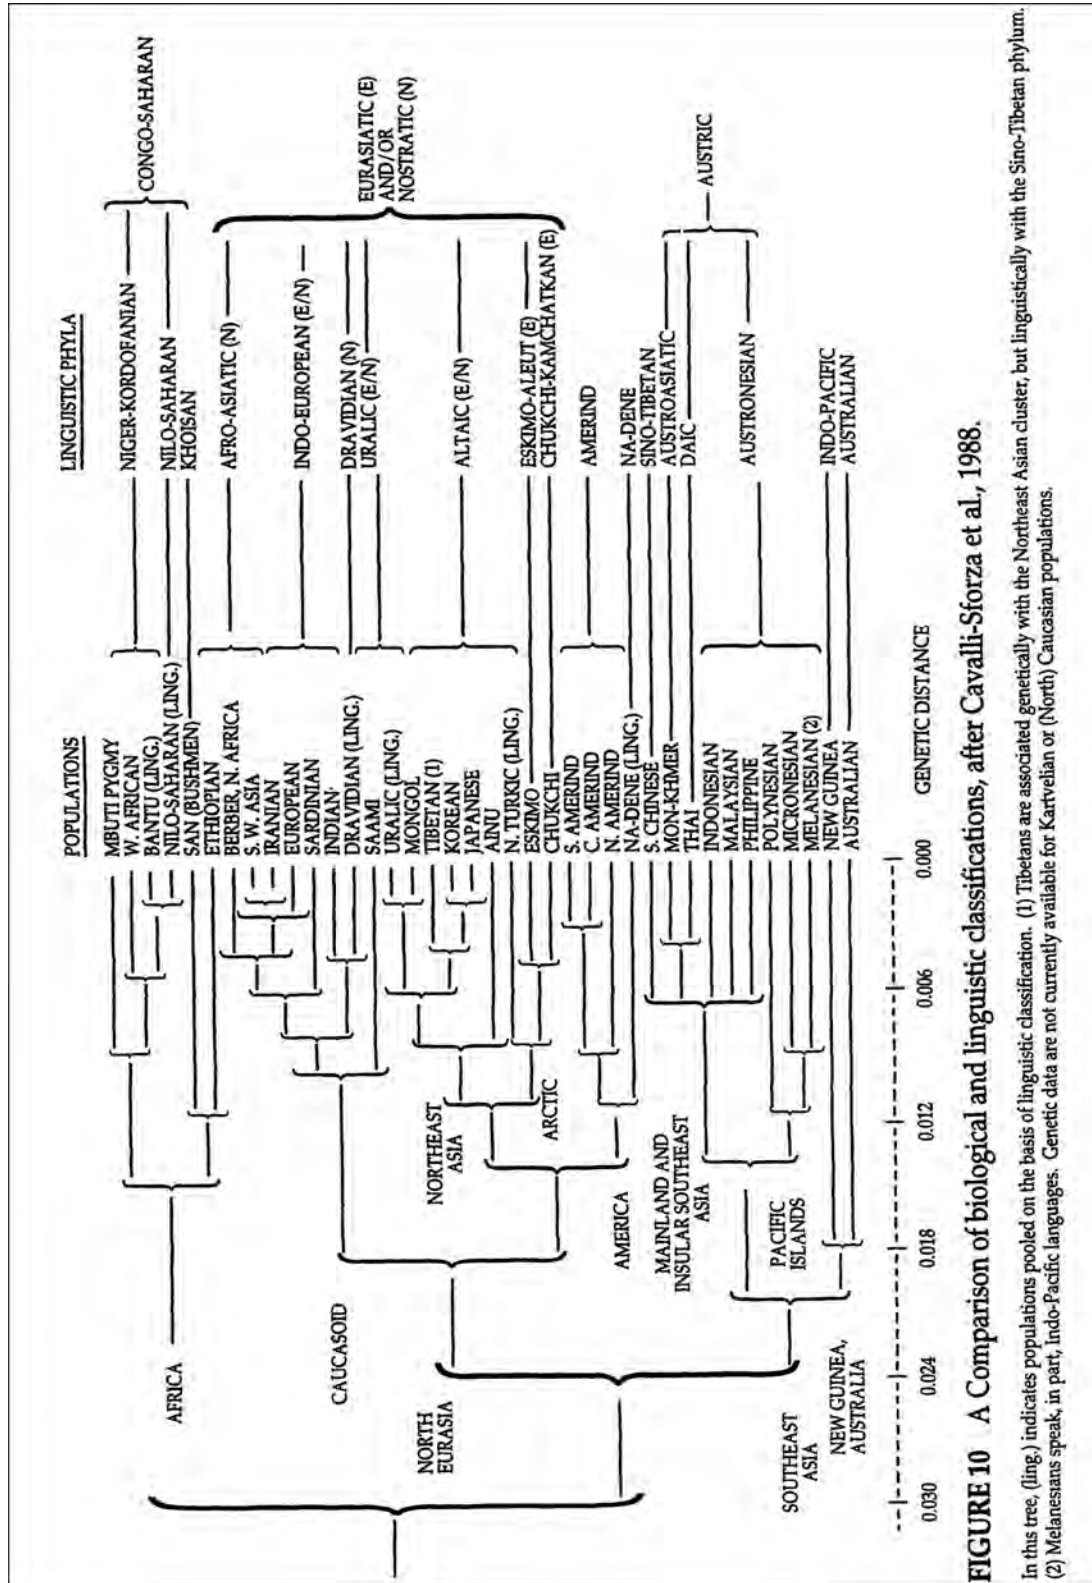 POPULATIONS
LINGUISTIC PHYLA
MBUTI PYGMY
W. AFRICAN
BANTU (LING.)
NILO-SAHARAN (LING.)
SAN (BUSHMEN)
ETHIOPIAN
BERBER, N. AFRICA
S. W. ASIA
IRANIAN
EUROPEAN
SARDINIAN
INDIAN
DRAVIDIAN (LING.)
SAAMI
URALIC (LING.)
MONGOL
TIBETAN (1)
KOREAN
JAPANESE
AINU
N. TURKIC (LING.)
ESKIMO
CHUKCHI
S. AMERIND
C. AMERIND
N. AMERIND
NA-DENE (LING.)
S. CHINESE
MON-KHMER
THAI
INDONESIAN
MALAYSIAN
PHILIPPINE
POLYNESIAN
MICRONESIAN
MELANESIAN (2)
NEW GUINEA
AUSTRALIAN
NIGER-KORDOFANIAN
NILO-SAHARAN
KHOISAN
AFRO-ASIATIC (N)
INDO-EUROPEAN (E/N)
DRAVIDIAN (N)
URALIC (E/N)
ALTAIC (E/N)
ESKIMO-ALEUT (E)
CHUKCHI-KAMCHATKAN (E)
AMERIND
NA-DENE
SINO-TIBETAN
AUSTROASIATIC
DAIC
AUSTRONESIAN
INDO-PACIFIC
AUSTRALIAN
CONGO-SAHARAN
EURASIATIC (E)
AND/OR
NOSTRATIC (N)
AUSTRIC
AFRICA
CAUCASOID
NORTH
EURASIA
NORTHEAST
ASIA
ARCTIC
AMERICA
MAINLAND AND
INSULAR SOUTHEAST
ASIA
PACIFIC
ISLANDS
SOUTHEAST
ASIA
NEW GUINEA,
AUSTRALIA
0.030
0.024
0.018
0.012
0.006
0.000
GENETIC DISTANCE
FIGURE 10 A Comparison of biological and linguistic classifications, after Cavalli-Sforza et al., 1988.
In this tree, (ling.) indicates populations pooled on the basis of linguistic classification. (1) Tibetans are associated genetically with the Northeast Asian cluster, but linguistically with the Sino-Tibetan phylum.
(2) Melanesians speak, in part, Indo-Pacific languages. Genetic data are not currently available for Kartvelian or (North) Caucasian populations.